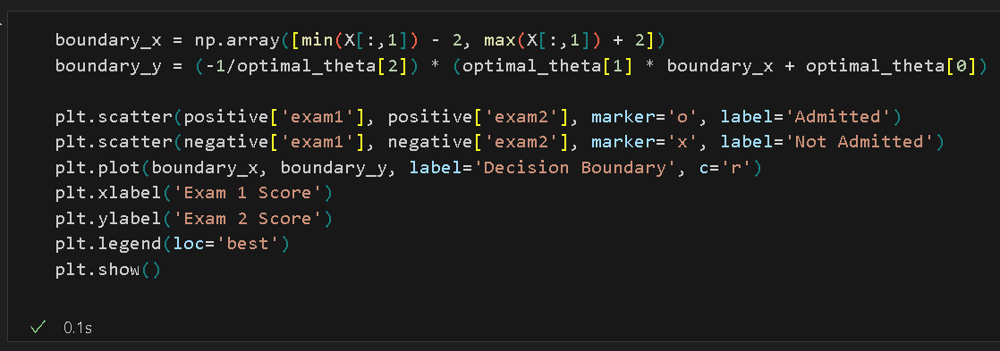 boundary_x = np.array([min(X[:,1]) - 2, max(X[:,1]) + 2])
boundary_y = (-1/optimal_theta[2]) * (optimal_theta[1] * boundary_x + optimal_theta[0])
plt.scatter(positive['exam1'], positive['exam2'], marker='o', label='Admitted')
plt.scatter(negative['exam1'], negative['exam2'], marker='x', label='Not Admitted')
plt.plot(boundary_x, boundary_y, label='Decision Boundary', c='r')
plt.xlabel('Exam 1 Score')
plt.ylabel('Exam 2 Score')
plt.legend(loc='best')
plt.show()
0.1s